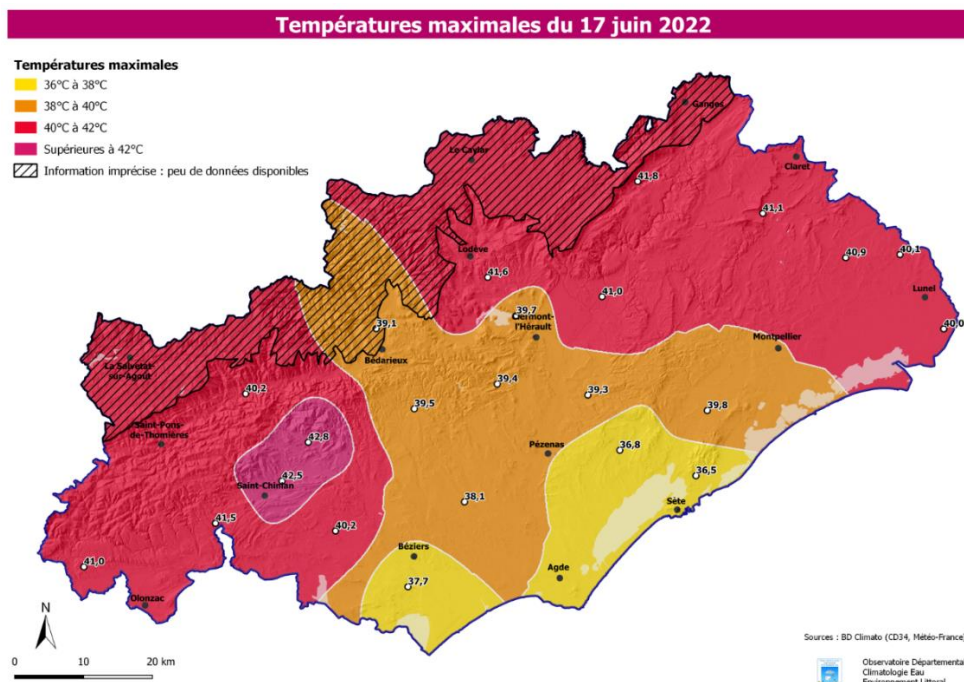 Températures maximales du 17 juin 2022
Températures maximales
36°C à 38°C
38°C à 40°C
40°C à 42°C
Supérieures à 42°C
Information imprécise : peu de données disponibles
Ganges
Le Caylar
Claret
41,8
41,1
Lodève
40,9
40,1
41,6
41,0
Lunel
39,7
Clermont-
l'Hérault
40,0
39,1
Bédarieux
Montpellier
La Salvetat-
sur-Agout
40,2
39,4
39,3
39,5
39,8
Saint-Pons-
de-Thomières
42,8
Pézenas
36,8
42,5
36,5
Saint-Chinian
38,1
Sète
41,5
40,2
Béziers
41,0
Agde
37,7
Olonzac
N
0 10 20 km
Sources : BD Climato (CD34, Météo-France)
Observatoire Départemental
Climatologie Eau
Environnement Littoral